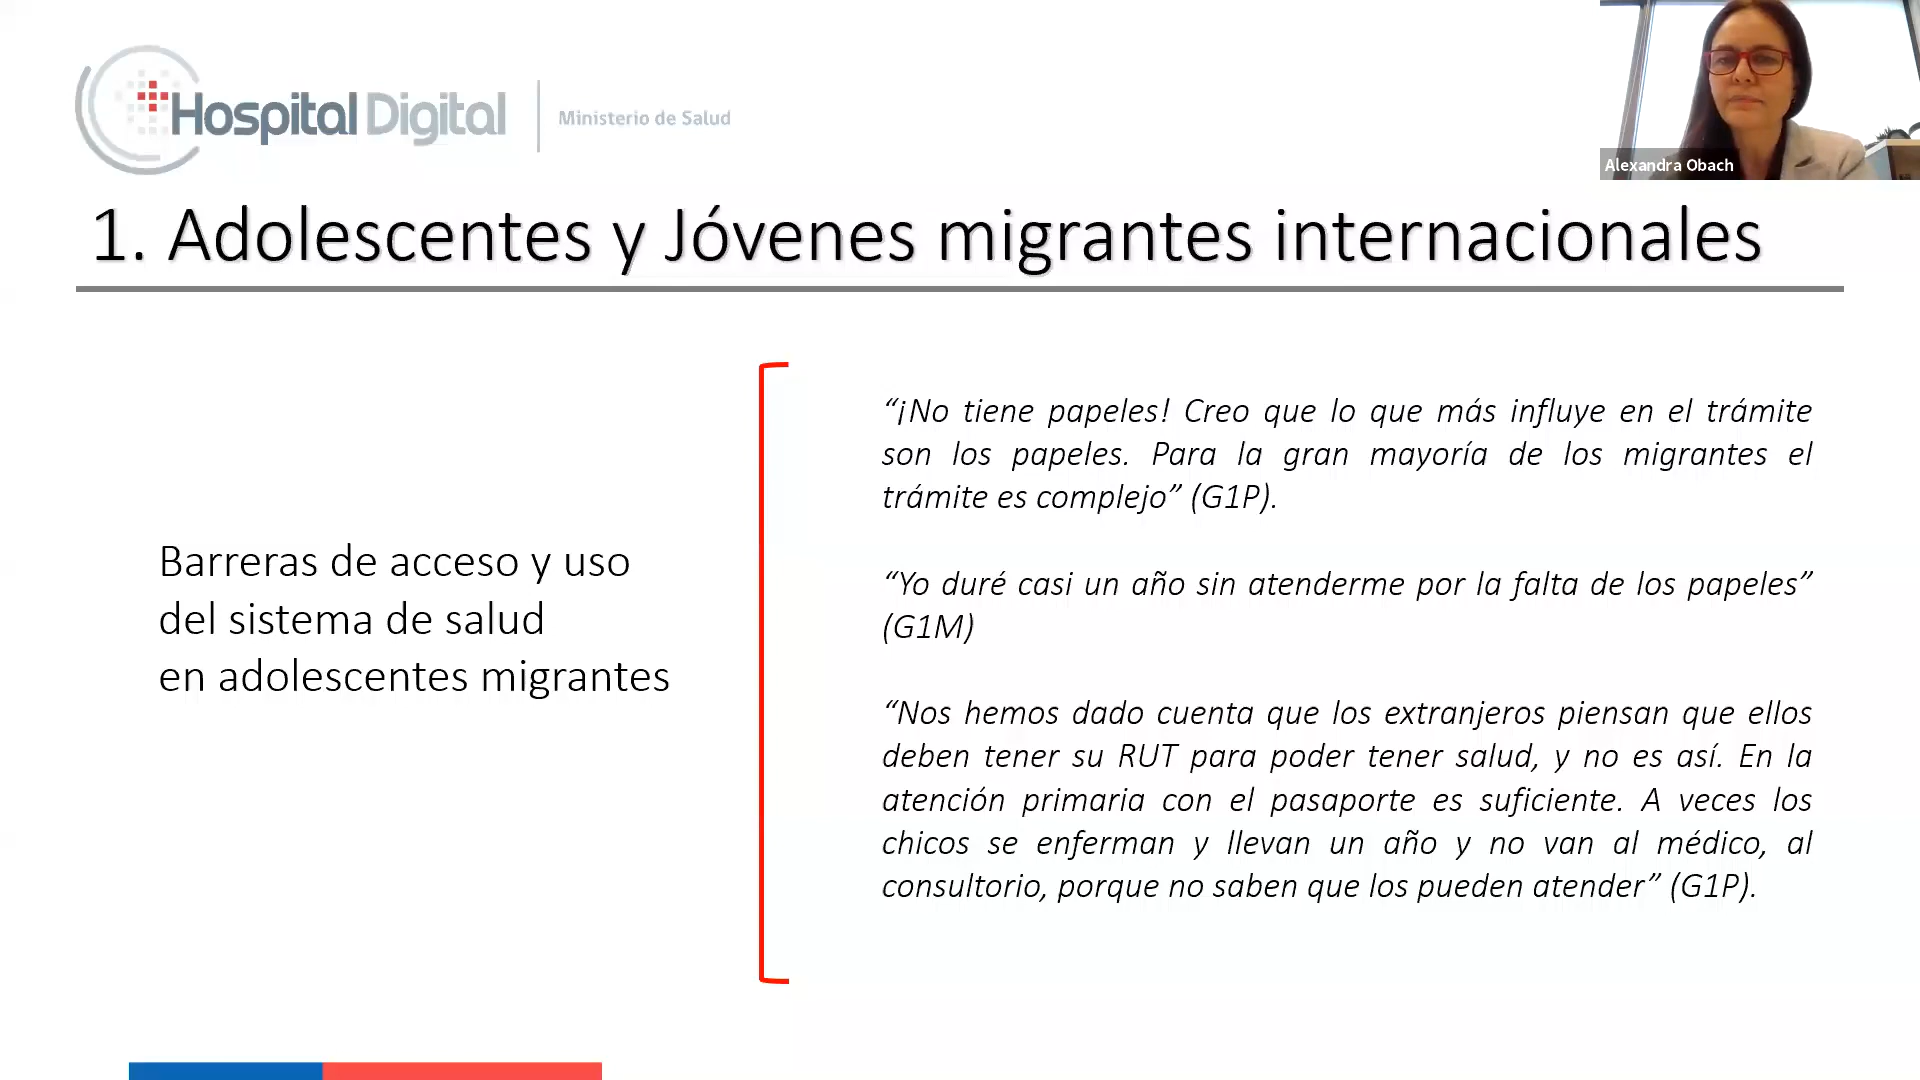 Hospital Digital
Ministerio de Salud
Alexandra Obach
1. Adolescentes y Jóvenes migrantes internacionales
Barreras de acceso y uso
del sistema de salud
en adolescentes migrantes
“¡No tiene papeles! Creo que lo que más influye en el trámite
son los papeles. Para la gran mayoría de los migrantes el
trámite es complejo” (G1P).
“Yo duré casi un año sin atenderme por la falta de los papeles”
(G1M)
“Nos hemos dado cuenta que los extranjeros piensan que ellos
deben tener su RUT para poder tener salud, y no es así. En la
atención primaria con el pasaporte es suficiente. A veces los
chicos se enferman y llevan un año y no van al médico, al
consultorio, porque no saben que los pueden atender” (G1P).